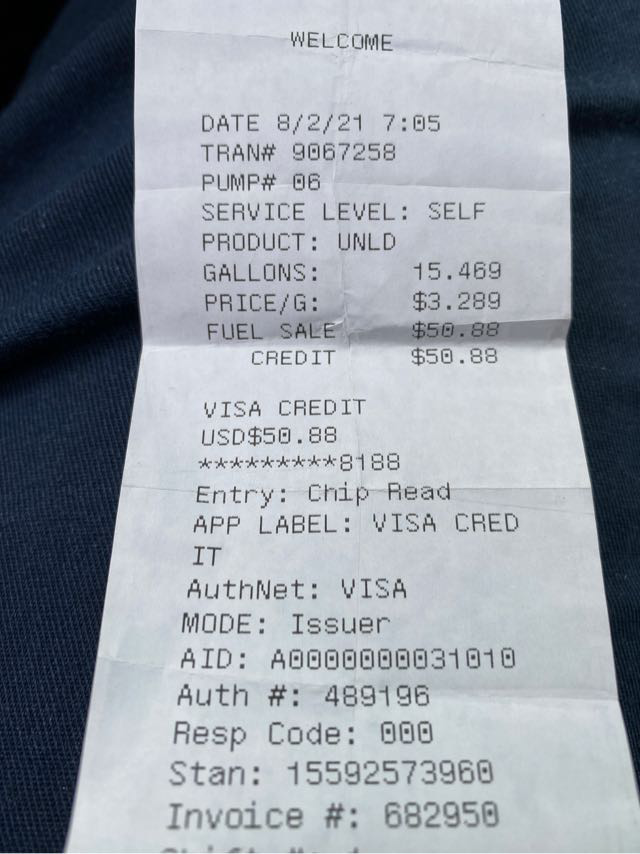 WELCOME
DATE 8/2/21 7:05
TRAN# 9067258
PUMP# 06
SERVICE LEVEL: SELF
PRODUCT: UNLD
GALLONS: 15.469
PRICE/G: $3.289
FUEL SALE $50.88
CREDIT $50.88
VISA CREDIT
USD$50.88
*********8188
Entry: Chip Read
APP LABEL: VISA CRED
IT
AuthNet: VISA
MODE: Issuer
AID: A0000000031010
Auth #: 489196
Resp Code: 000
Stan: 15592573960
Invoice #: 682950